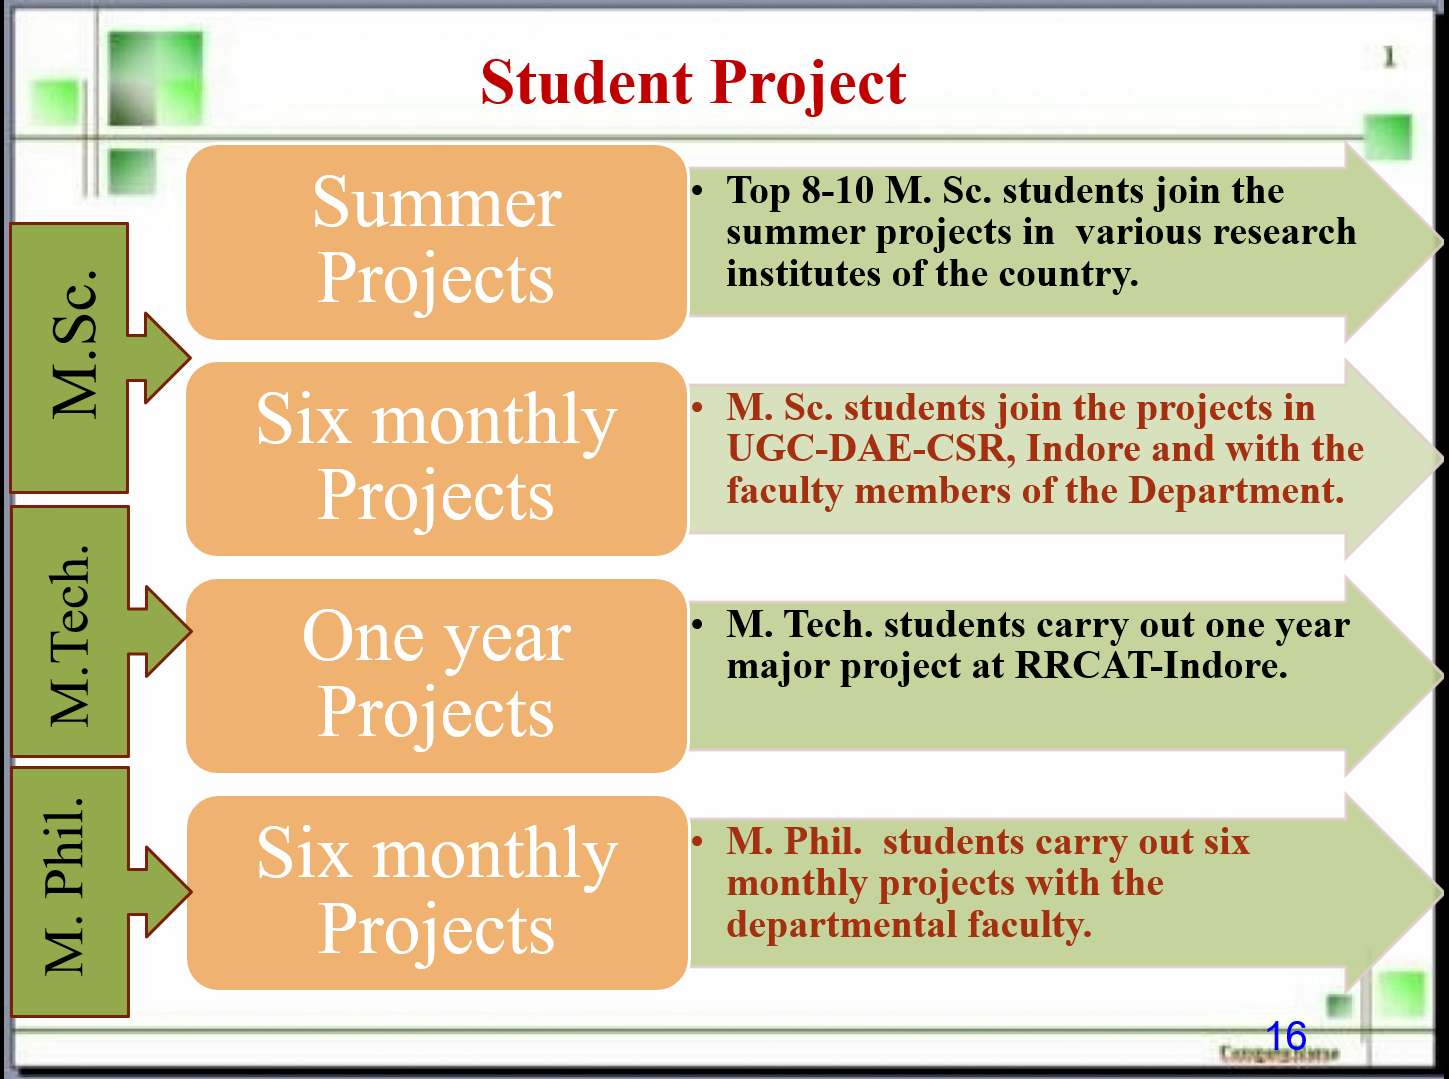 Student Project
1
M.Sc.
Summer
Projects
• Top 8-10 M. Sc. students join the
summer projects in  various research
institutes of the country.
Six monthly
Projects
• M. Sc. students join the projects in
UGC-DAE-CSR, Indore and with the
faculty members of the Department.
M.Tech.
One year
Projects
• M. Tech. students carry out one year
major project at RRCAT-Indore.
M. Phil.
Six monthly
Projects
• M. Phil.  students carry out six
monthly projects with the
departmental faculty.
16